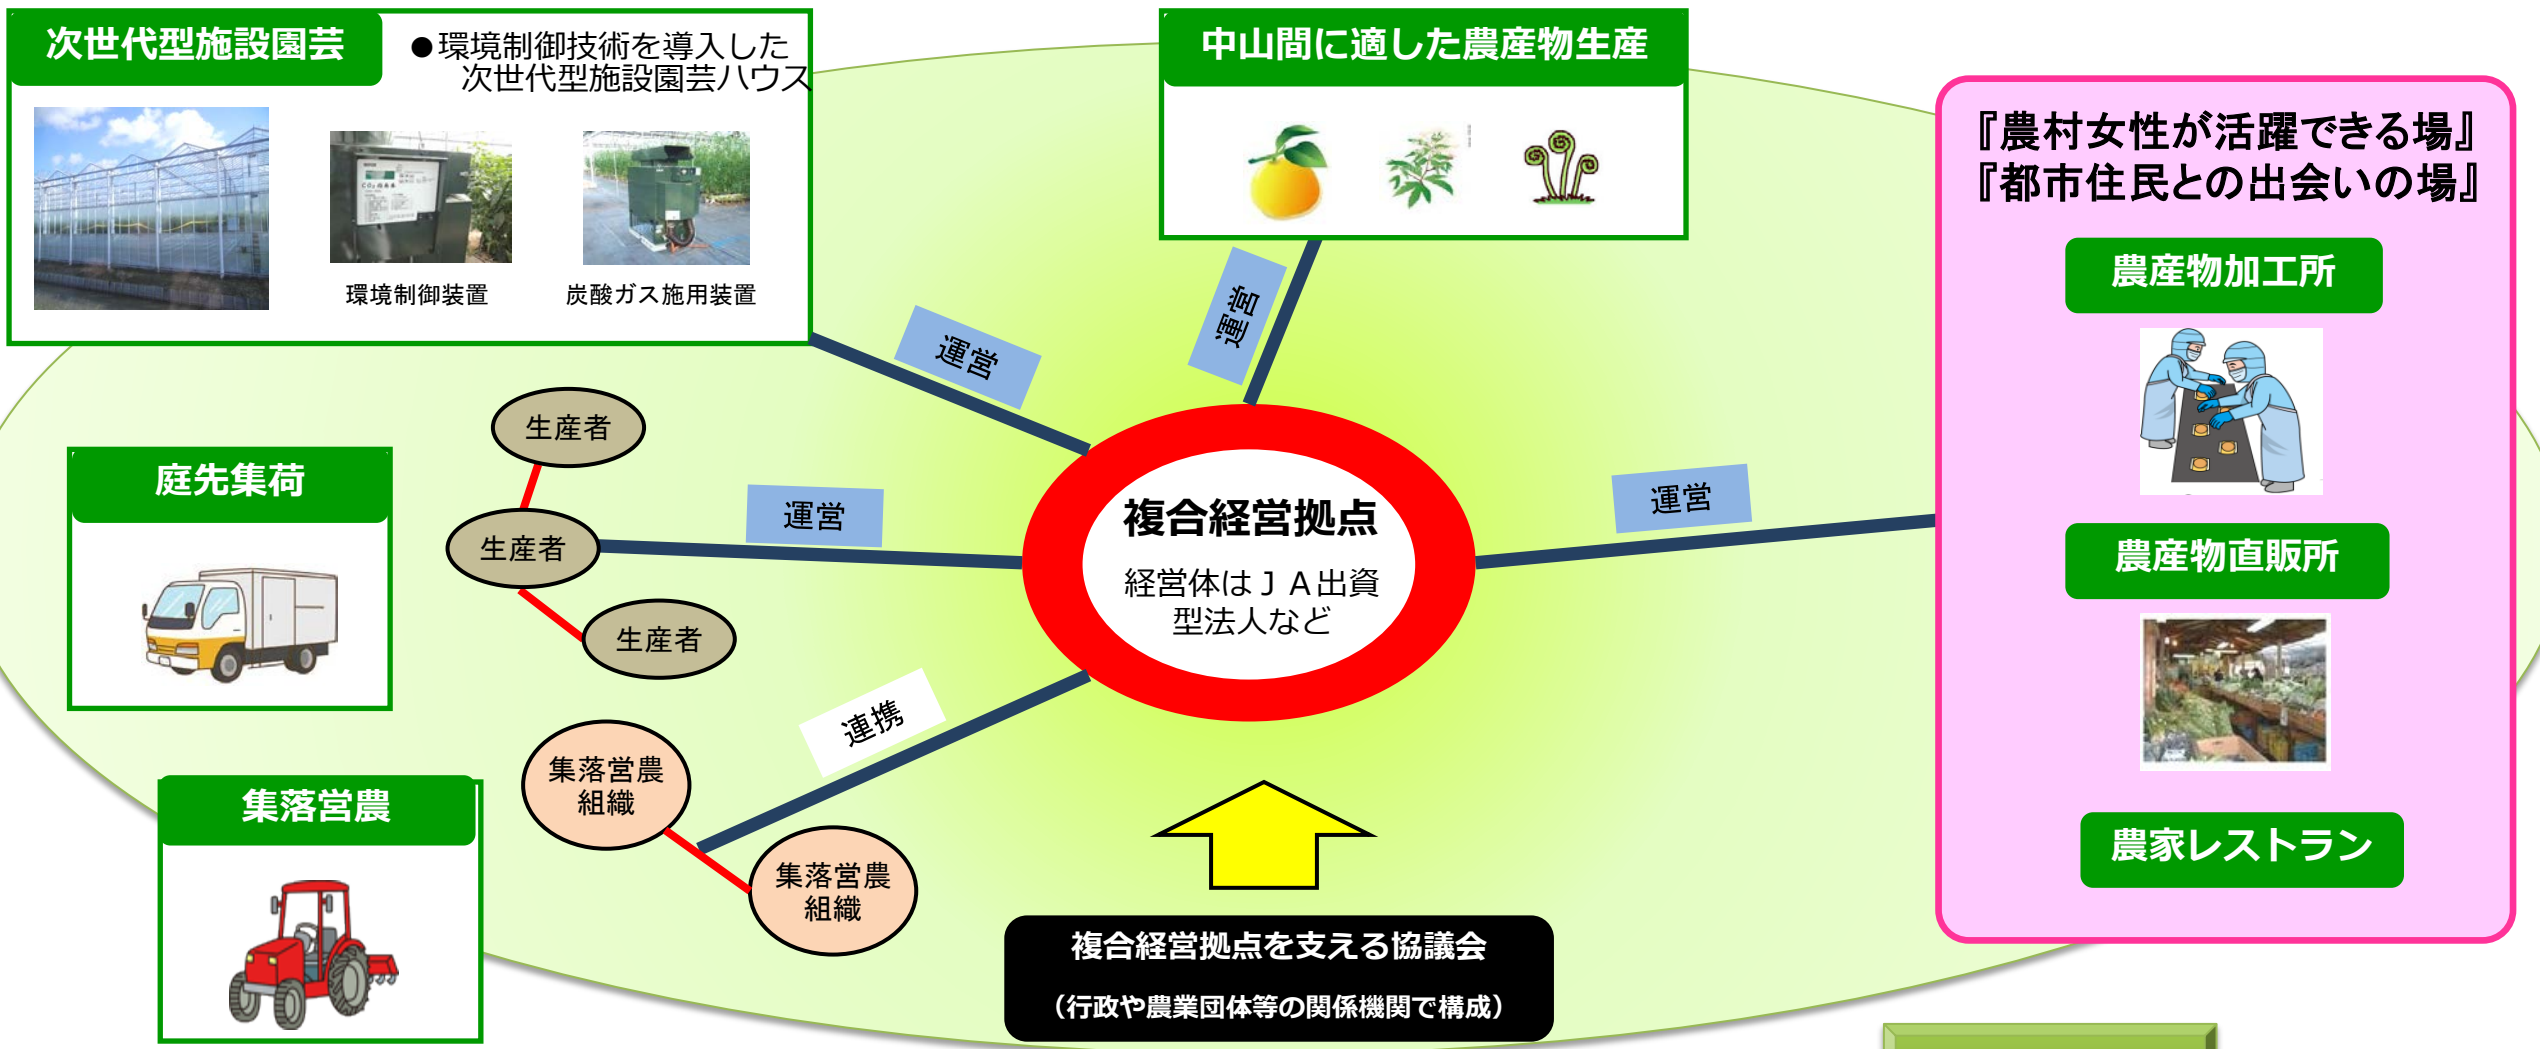 次世代型施設園芸
●環境制御技術を導入した
次世代型施設園芸ハウス
環境制御装置
炭酸ガス施用装置
中山間に適した農産物生産
『農村女性が活躍できる場』
『都市住民との出会いの場』
農産物加工所
農産物直販所
農家レストラン
運営
運営
運営
運営
連携
庭先集荷
生産者
生産者
生産者
複合経営拠点
経営体はＪＡ出資
型法人など
集落営農
集落営農
組織
集落営農
組織
複合経営拠点を支える協議会
（行政や農業団体等の関係機関で構成）